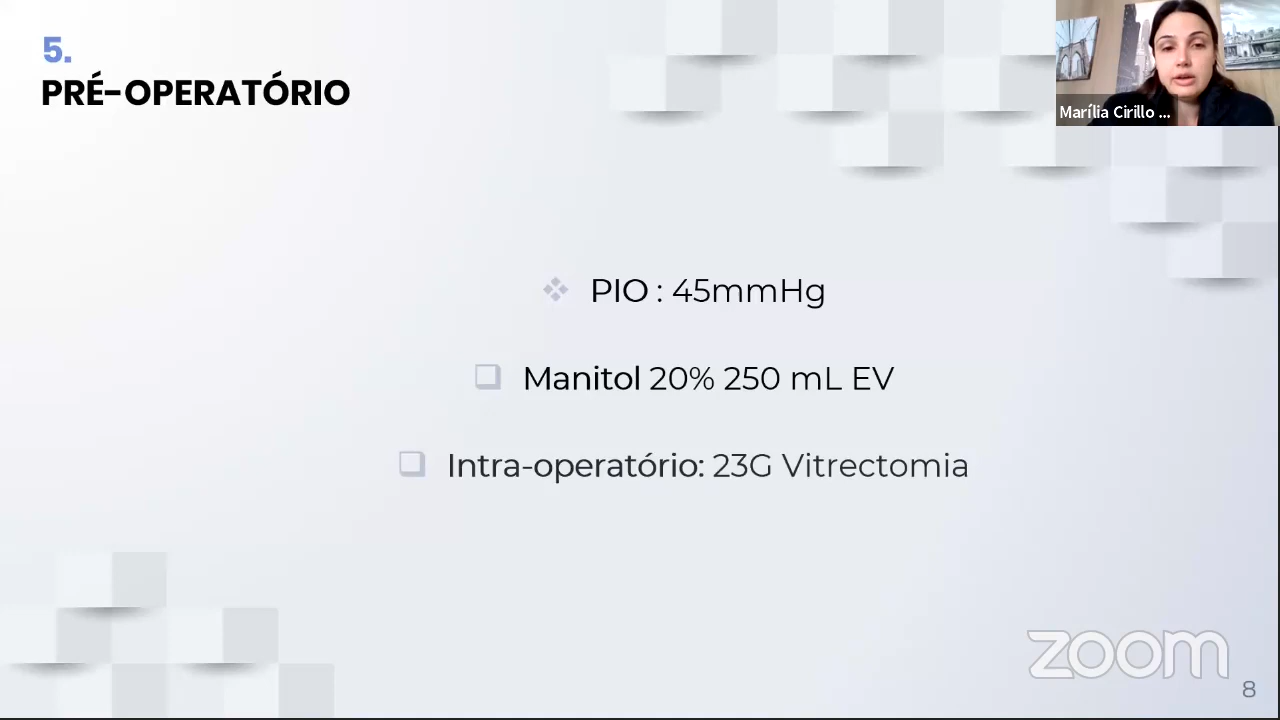 5.
PRÉ-OPERATÓRIO
Marília Cirillo ...
PIO : 45mmHg
Manitol 20% 250 mL EV
Intra-operatório: 23G Vitrectomia
zoom
8